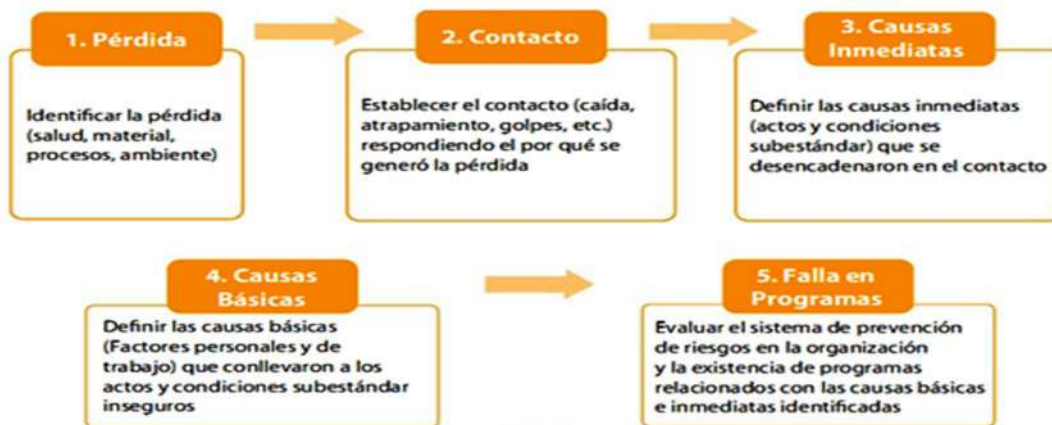 1. Pérdida
Identificar la pérdida
(salud, material,
procesos, ambiente)
2. Contacto
Establecer el contacto (caída,
atrapamiento, golpes, etc.)
respondiendo el por qué se
generó la pérdida
3. Causas
Inmediatas
Definir las causas inmediatas
(actos y condiciones
subestándar) que se
desencadenaron en el contacto
4. Causas
Básicas
Definir las causas básicas
(Factores personales y de
trabajo) que conllevaron a los
actos y condiciones subestándar
inseguros
5. Falla en
Programas
Evaluar el sistema de prevención
de riesgos en la organización
y la existencia de programas
relacionados con las causas básicas
e inmediatas identificadas